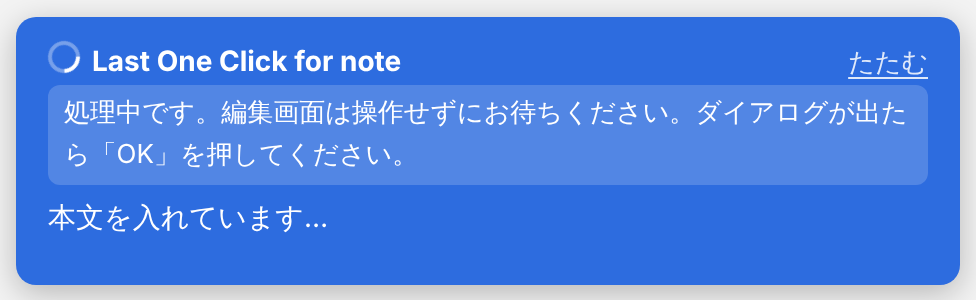 Last One Click for note
たたむ
処理中です。編集画面は操作せずにお待ちください。ダイアログが出た
ら「OK」を押してください。
本文を入れています...